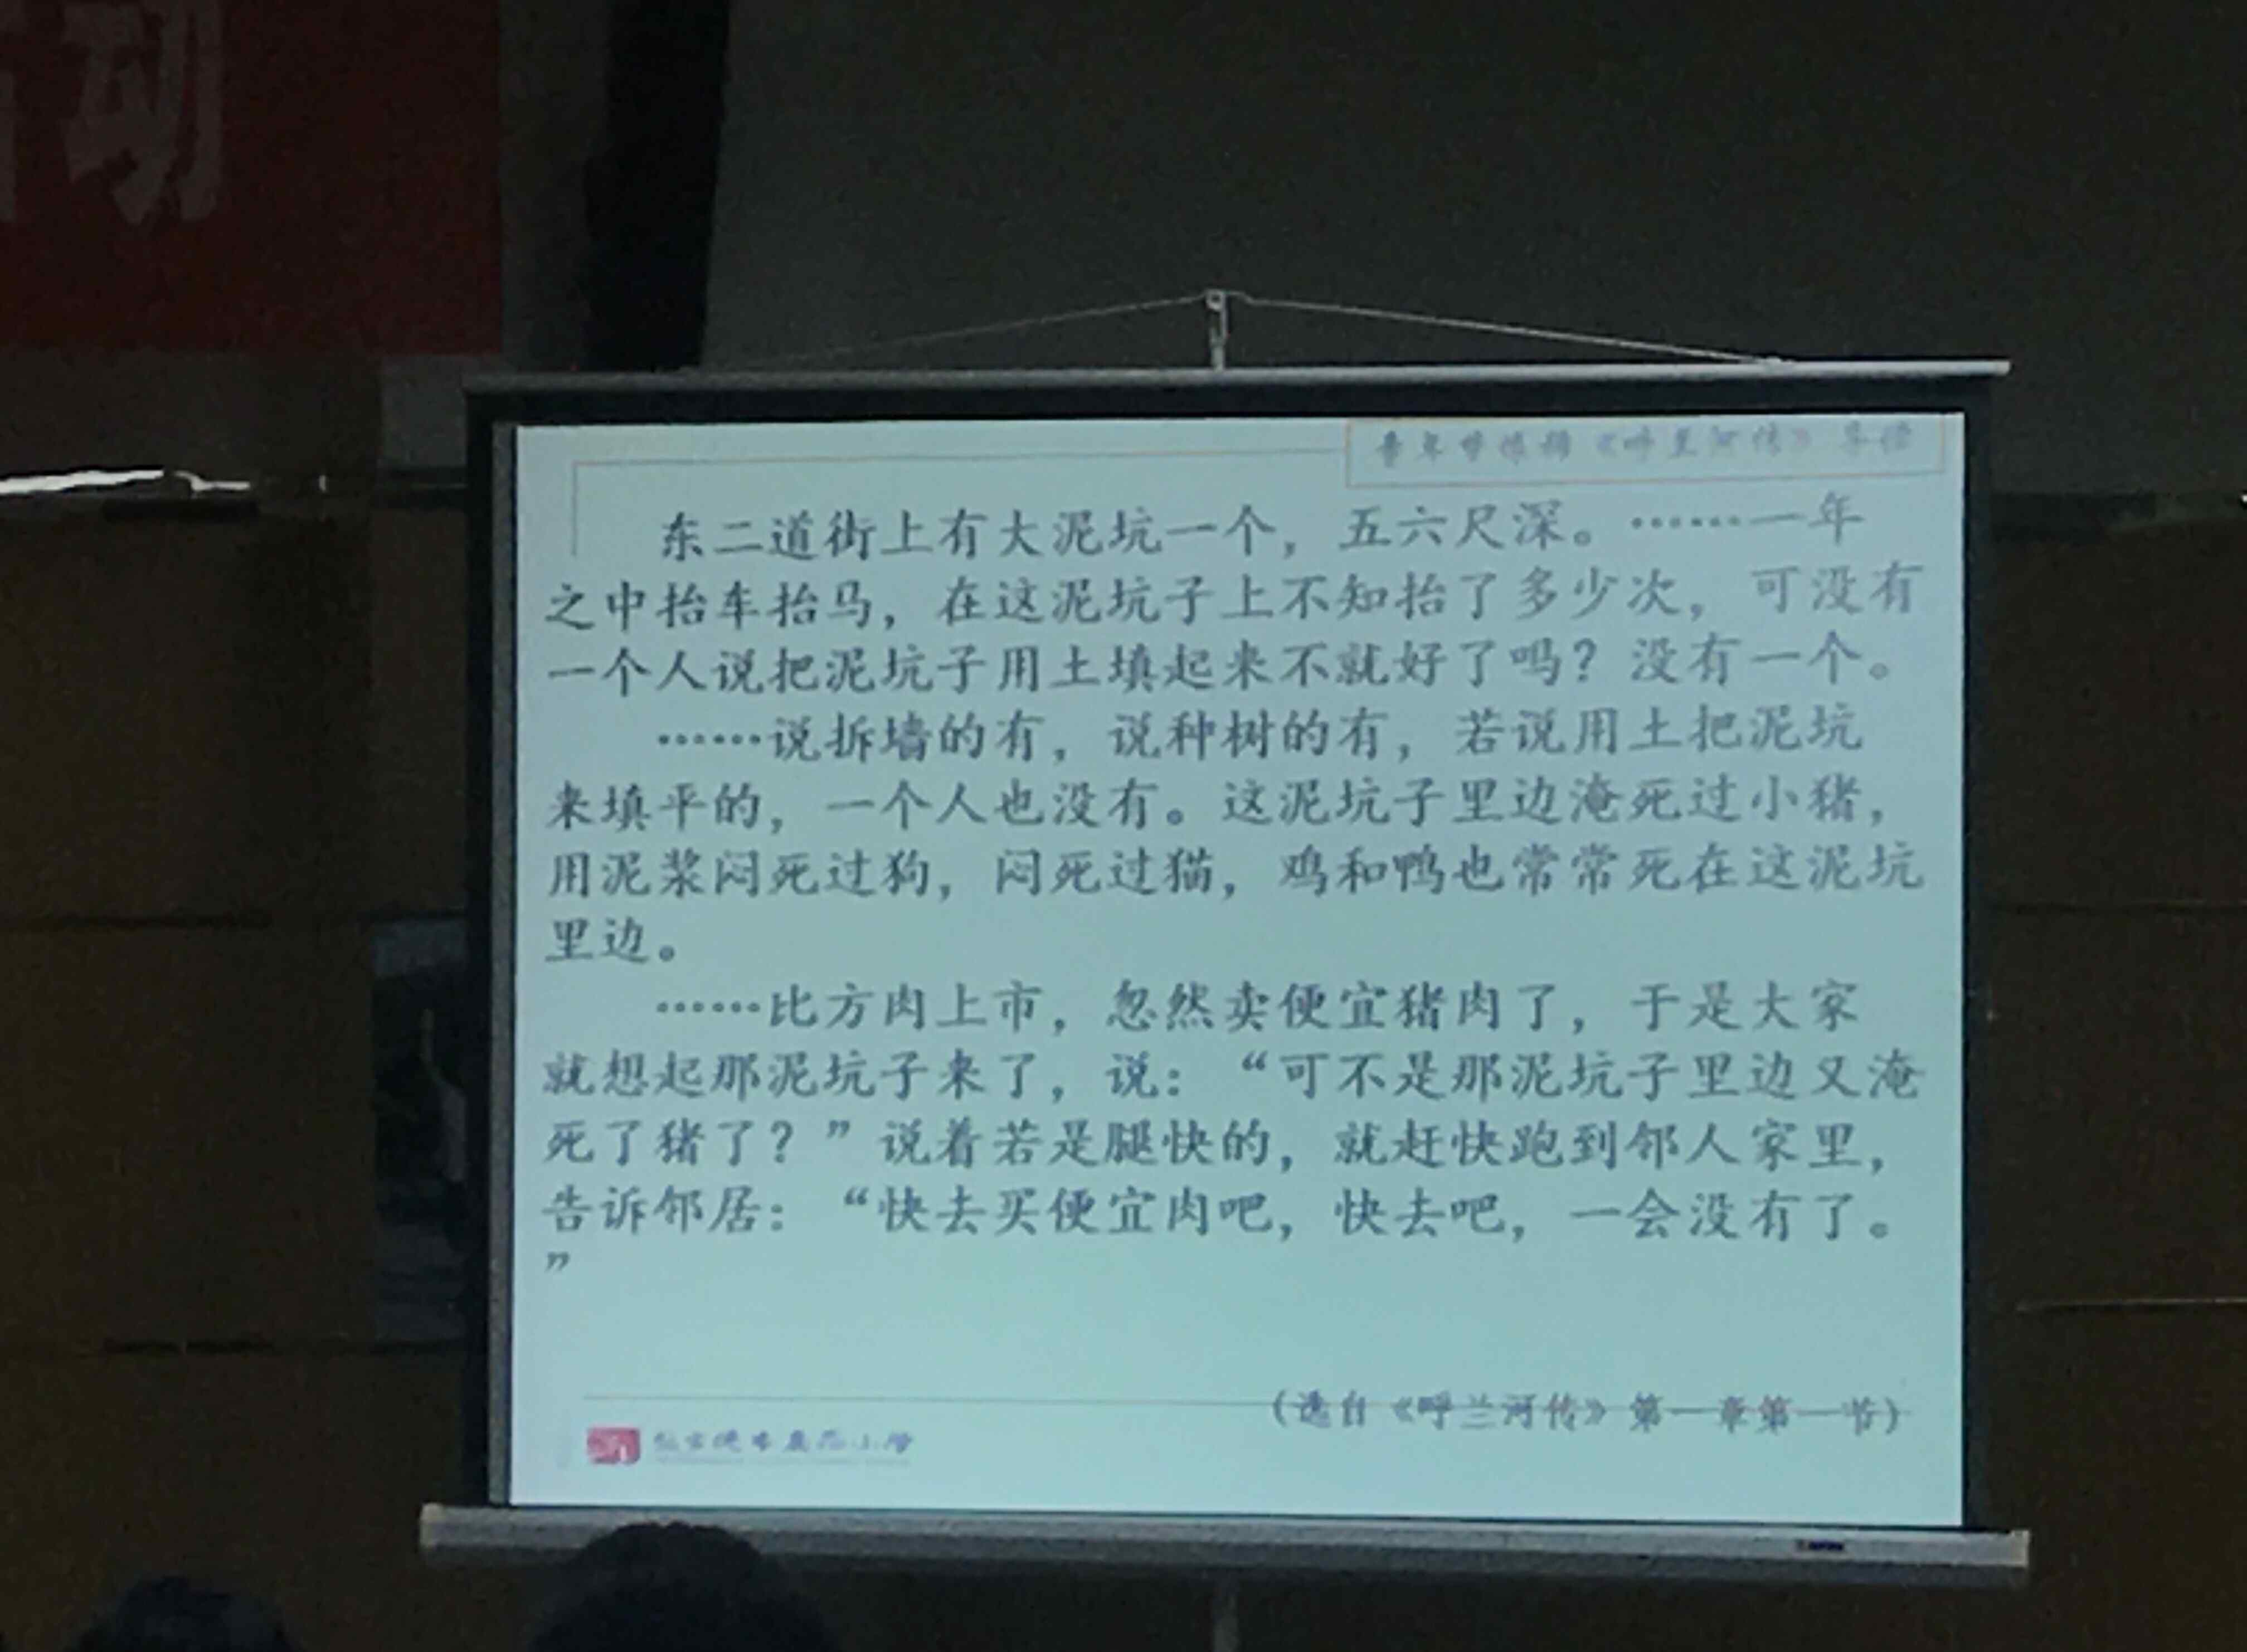 动
《呼兰河传》导读
东二道街上有大泥坑一个，五六尺深。……一年
之中抬车抬马，在这泥坑子上不知抬了多少次，可没有
一个人说把泥坑子用土填起来不就好了吗？没有一个。
……说拆墙的有，说种树的有，若说用土把泥坑
来填平的，一个人也没有。这泥坑子里边淹死过小猪，
用泥浆闷死过狗，闷死过猫，鸡和鸭也常常死在这泥坑
里边。
……比方肉上市，忽然卖便宜猪肉了，于是大家
就想起那泥坑子来了，说：“可不是那泥坑子里边又淹
死了猪了？”说着若是腿快的，就赶快跑到邻人家里，
告诉邻居：“快去买便宜肉吧，快去吧，一会没有了。
”
（选自《呼兰河传》第一章第一节）